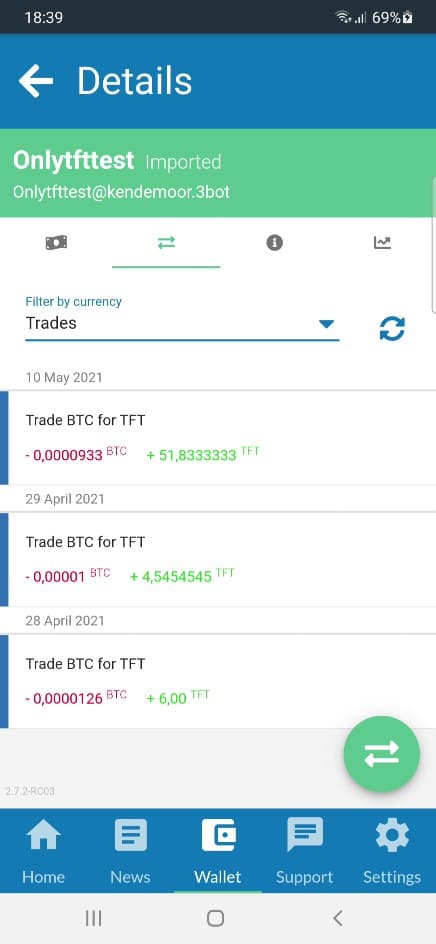 18:39
69%
Details
Onlytfttest Imported
Onlytfttest@kendemoor.3bot
Filter by currency
Trades
10 May 2021
Trade BTC for TFT
- 0,0000933 BTC + 51,8333333 TFT
29 April 2021
Trade BTC for TFT
- 0,00001 BTC + 4,5454545 TFT
28 April 2021
Trade BTC for TFT
- 0,0000126 BTC + 6,00 TFT
2.7.2-RC03
Home News Wallet Support Settings